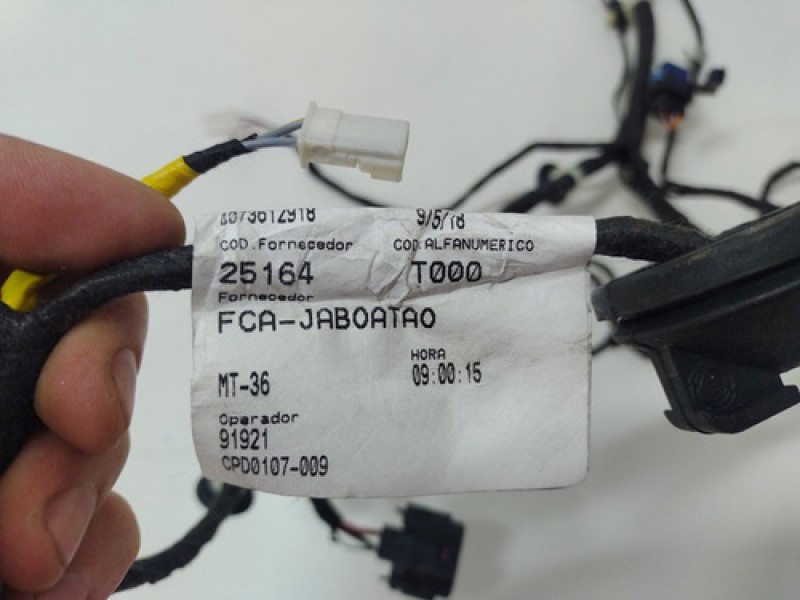 8073612918 9/5/18
COD.Fornecedor COD.ALFANUMERICO
25164 T000
Fornecedor
FCA-JABOATAO
HORA
MT-36 09:00:15
Operador
91921
CPD0107-009